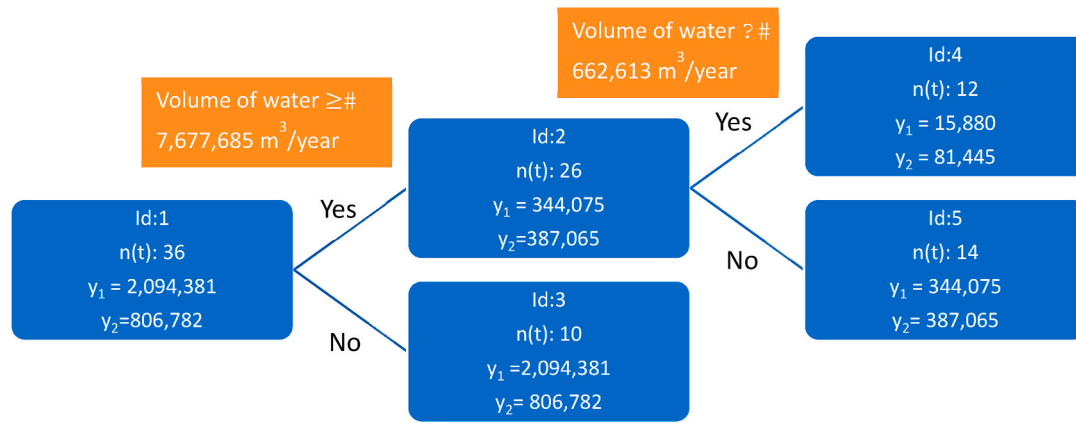 Volume of water ≥#
7,677,685 m³/year
Volume of water ?#
662,613 m³/year
Id:1
n(t): 36
y₁ = 2,094,381
y₂=806,782
Yes
No
Id:2
n(t): 26
y₁ = 344,075
y₂=387,065
Id:3
n(t): 10
y₁ =2,094,381
y₂= 806,782
Yes
No
Id:4
n(t): 12
y₁ = 15,880
y₂ = 81,445
Id:5
n(t): 14
y₁ = 344,075
y₂= 387,065